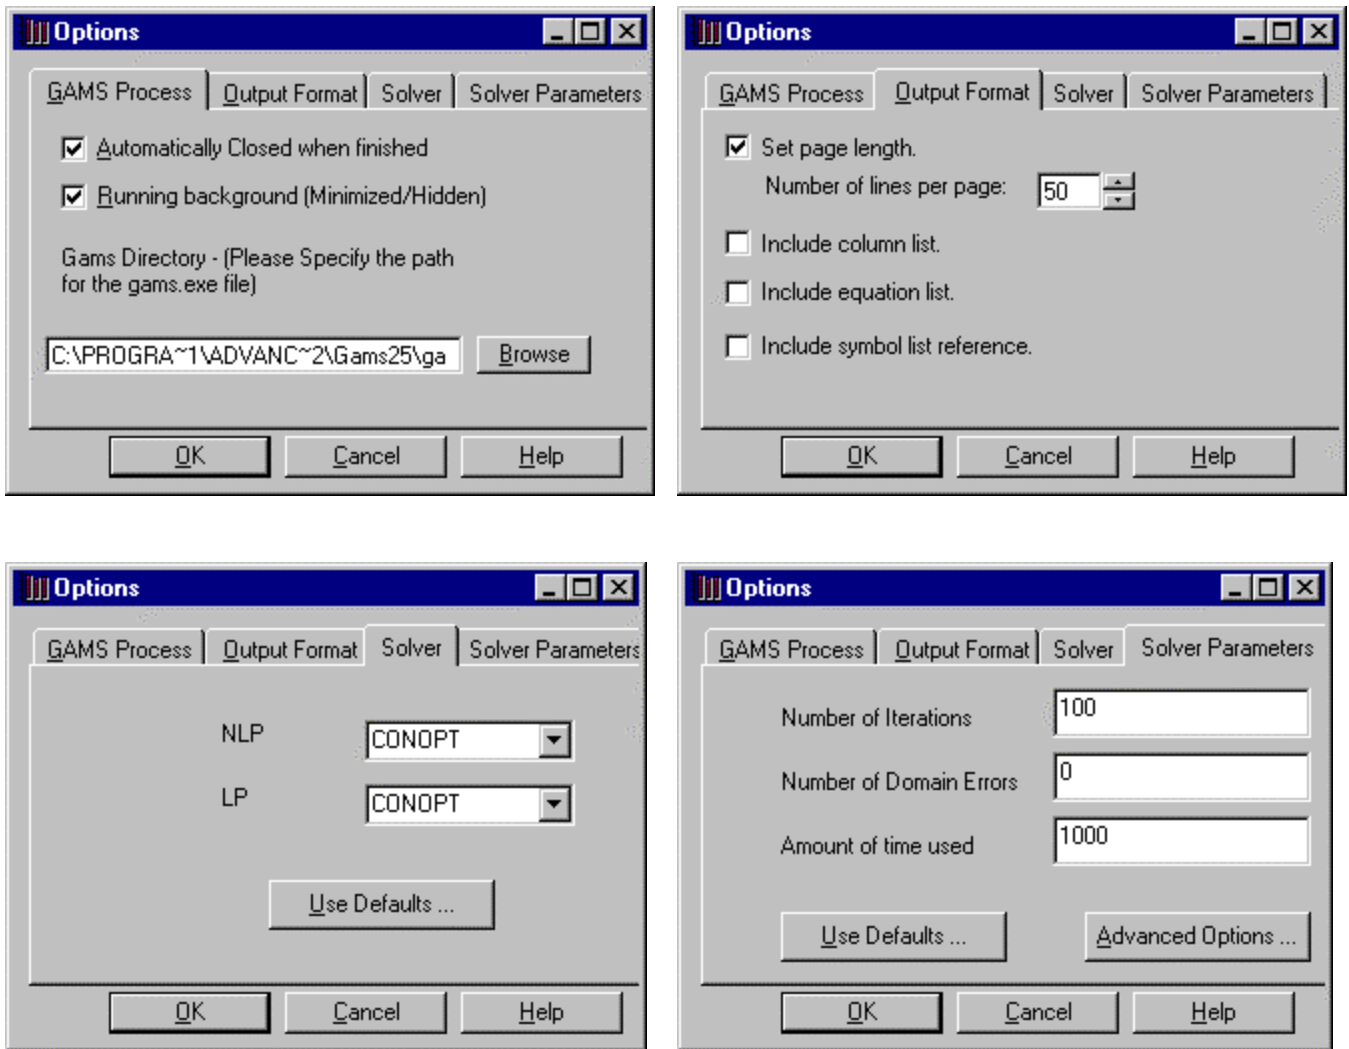 Options
GAMS Process Output Format Solver Solver Parameters
Automatically Closed when finished
Running background (Minimized/Hidden)
Gams Directory - (Please Specify the path
for the gams.exe file)
C:\PROGRA~1\ADVANC~2\Gams25\ga Browse
OK Cancel Help
Options
GAMS Process Output Format Solver Solver Parameters
Set page length.
Number of lines per page: 50
Include column list.
Include equation list.
Include symbol list reference.
OK Cancel Help
Options
GAMS Process Output Format Solver Solver Parameters
NLP CONOPT
LP CONOPT
Use Defaults ...
OK Cancel Help
Options
GAMS Process Output Format Solver Solver Parameters
Number of Iterations 100
Number of Domain Errors 0
Amount of time used 1000
Use Defaults ... Advanced Options ...
OK Cancel Help